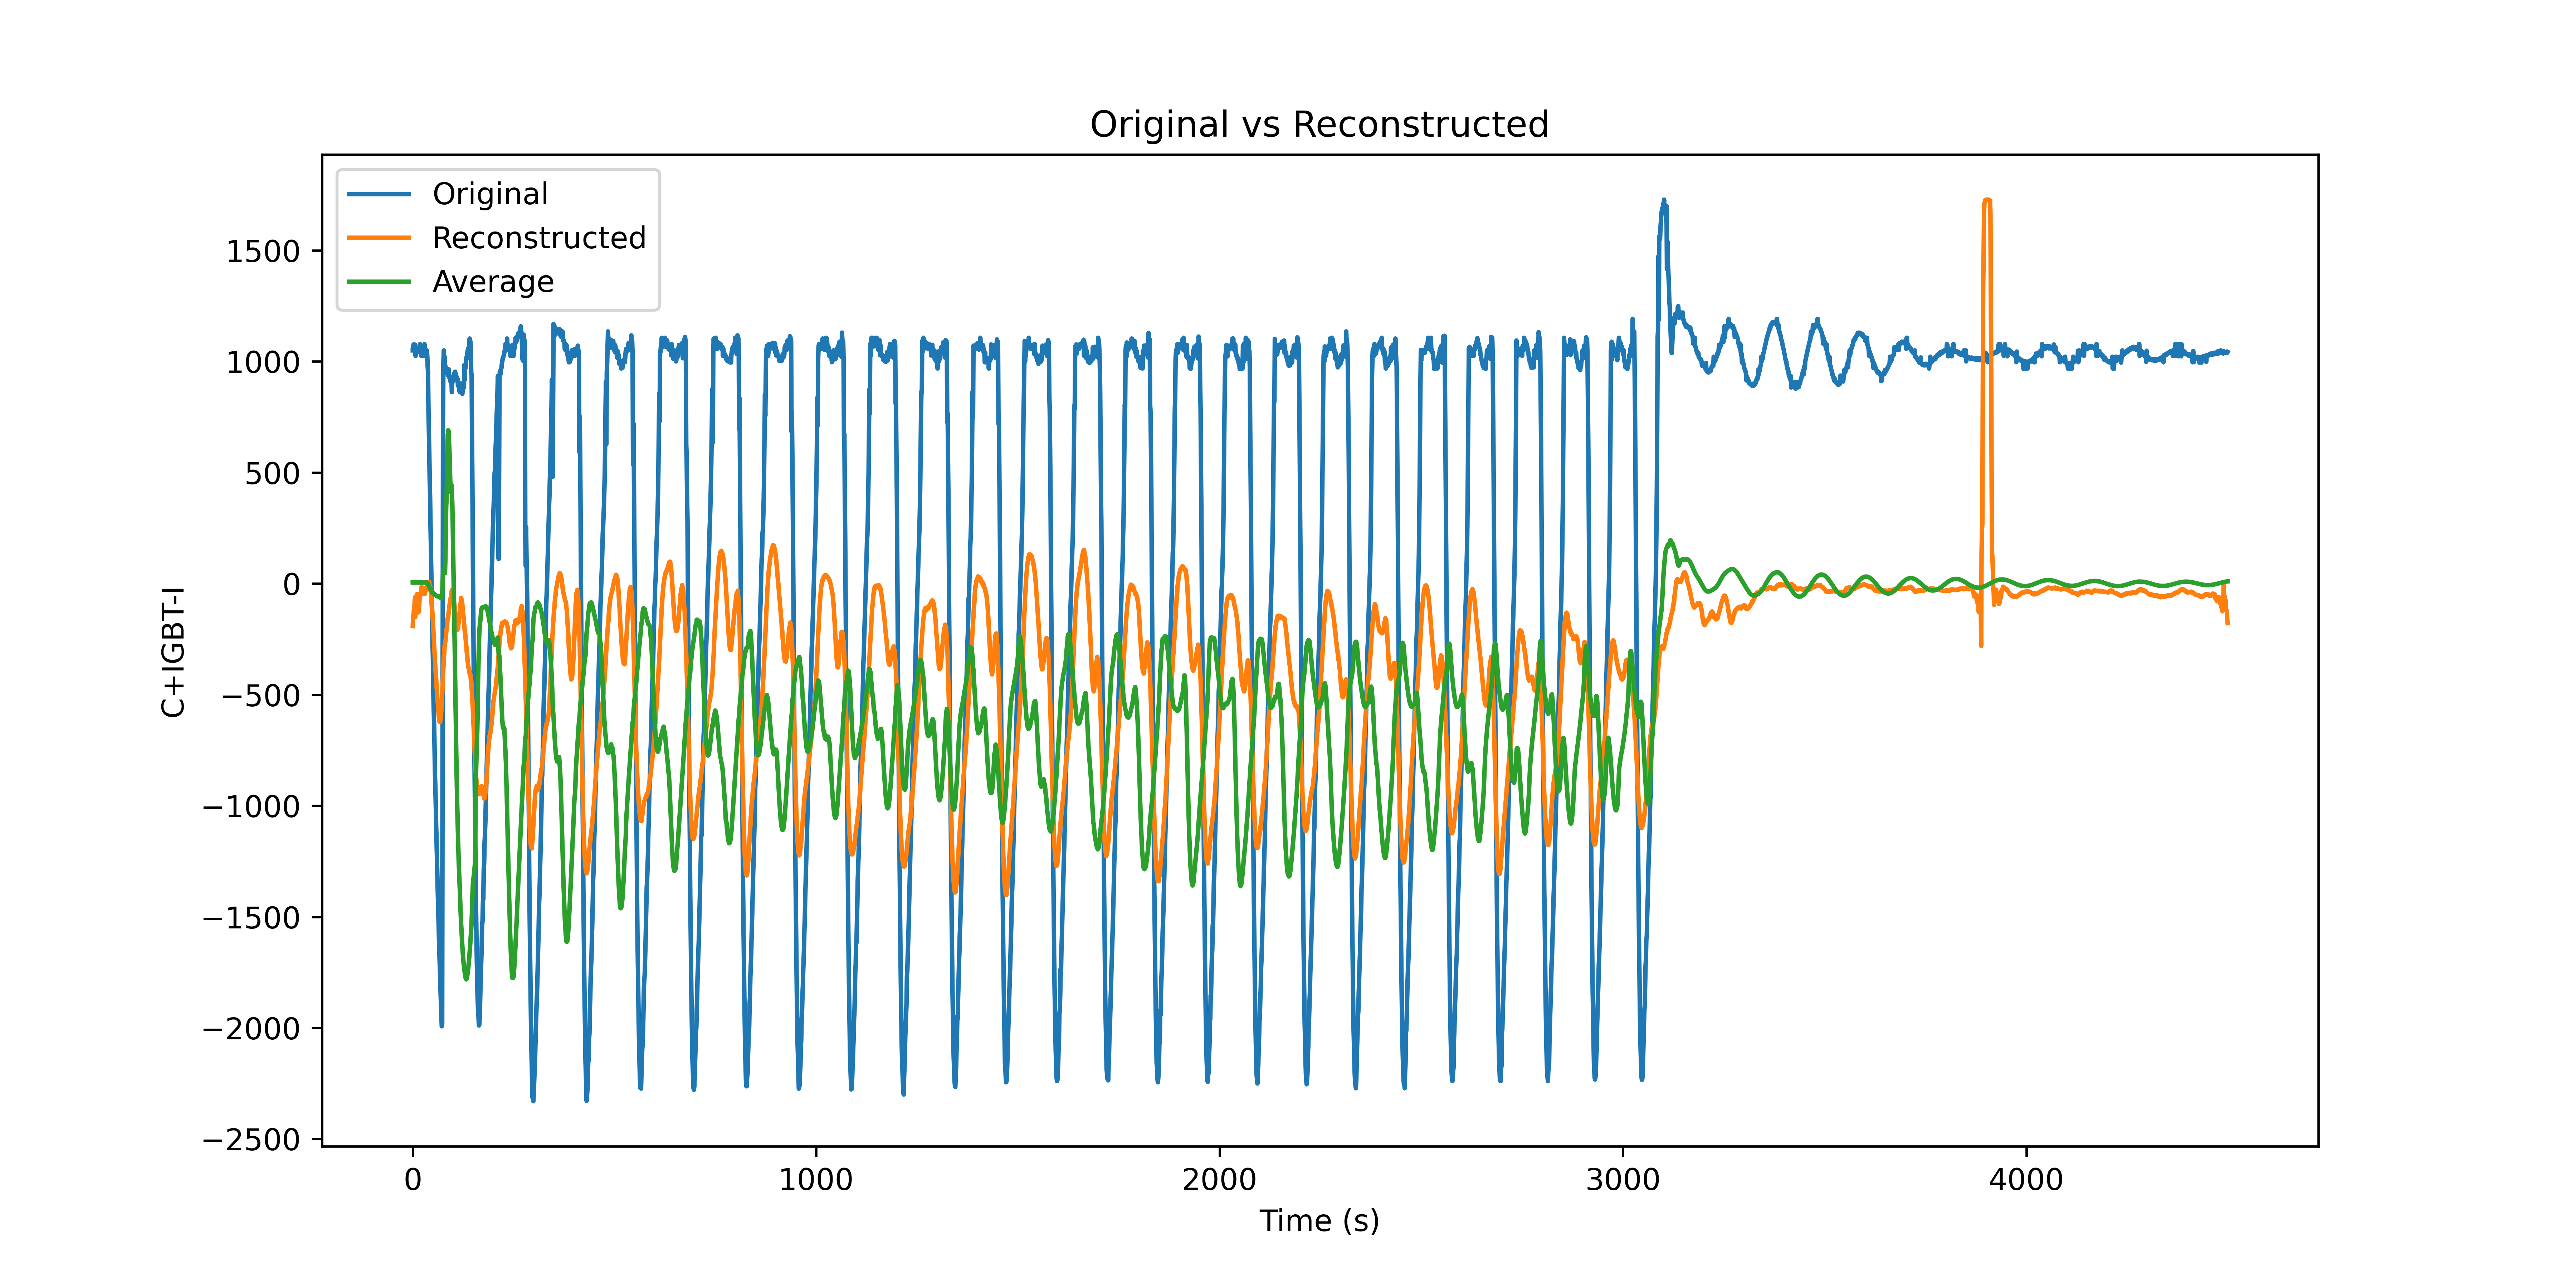 Original vs Reconstructed
Original
Reconstructed
Average
1500
1000
500
0
−500
−1000
−1500
−2000
−2500
C+IGBT-I
0 1000 2000 3000 4000
Time (s)